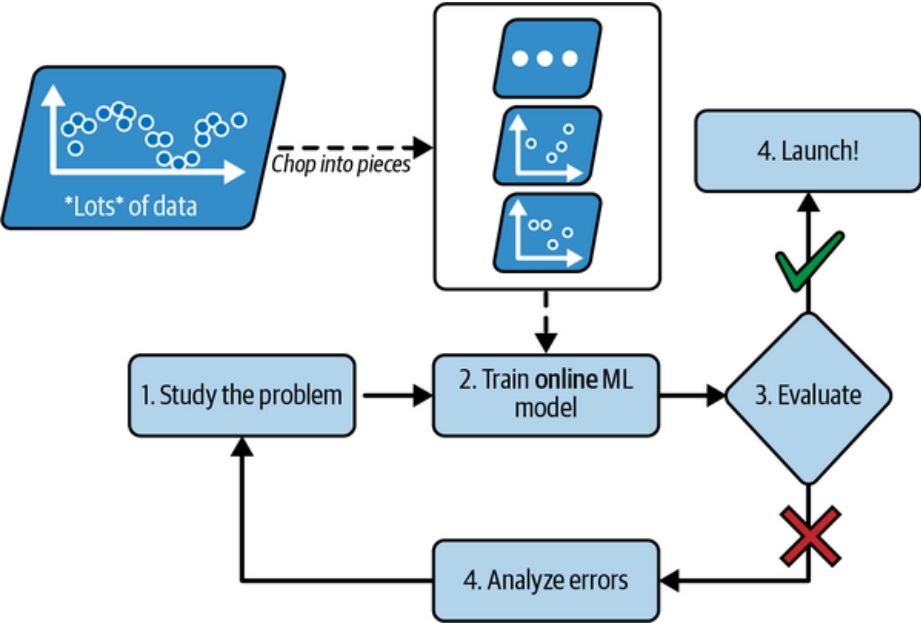 *Lots* of data
Chop into pieces
4. Launch!
1. Study the problem
2. Train online ML
model
3. Evaluate
4. Analyze errors